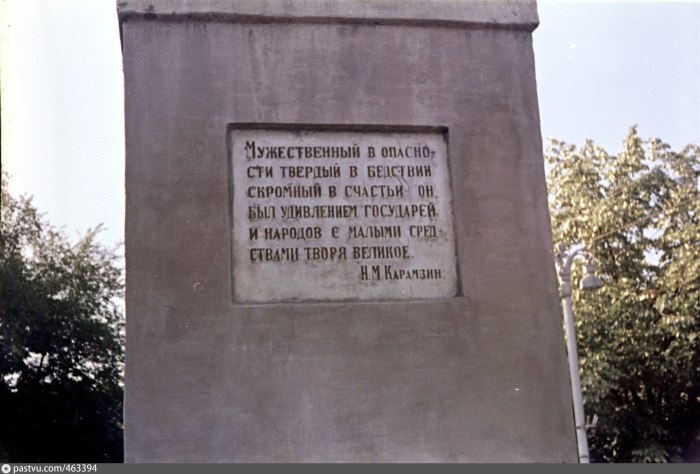 Мужественный в опасно-
сти твердый в бедствии
скромный в счастьи он
был удивлением государей
и народов с малыми сред-
ствами творя великое.
Н.М.Карамзин.
pastvu.com/463394